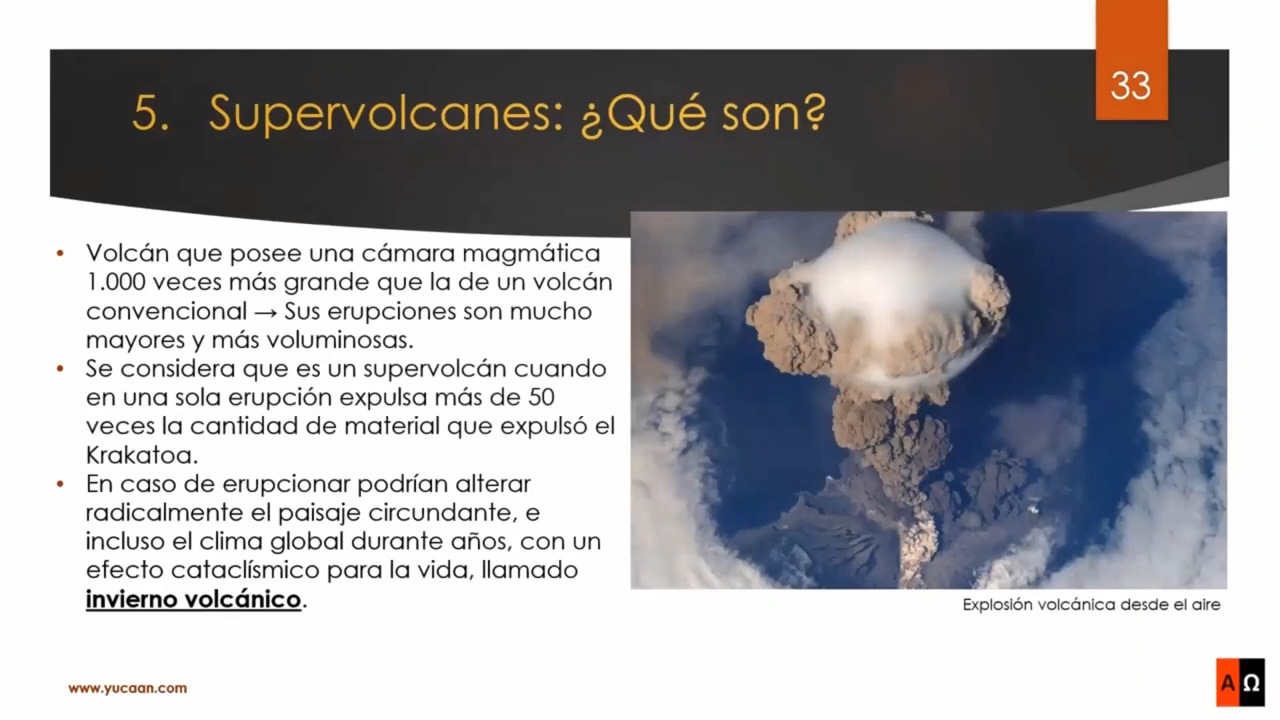 33
5. Supervolcanes: ¿Qué son?
• Volcán que posee una cámara magmática
1.000 veces más grande que la de un volcán
convencional → Sus erupciones son mucho
mayores y más voluminosas.
• Se considera que es un supervolcán cuando
en una sola erupción expulsa más de 50
veces la cantidad de material que expulsó el
Krakatoa.
• En caso de erupcionar podrían alterar
radicalmente el paisaje circundante, e
incluso el clima global durante años, con un
efecto cataclísmico para la vida, llamado
invierno volcánico.
Explosión volcánica desde el aire
www.yucaan.com
AΩ